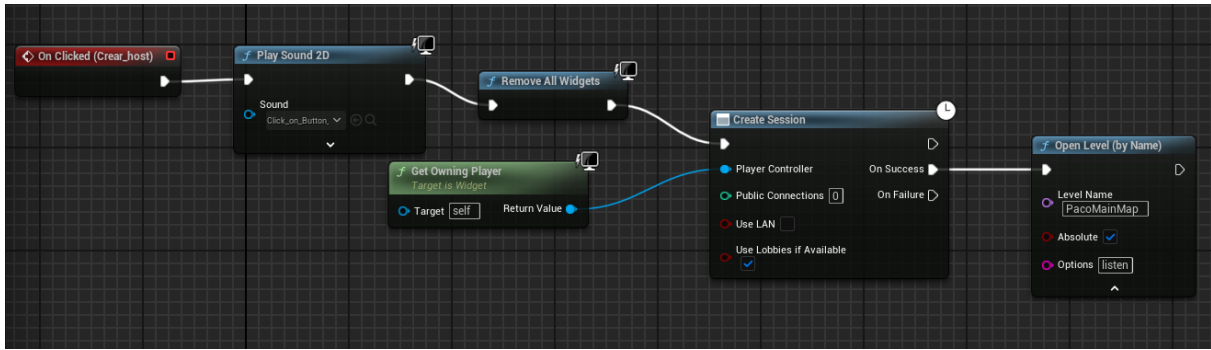 On Clicked (Crear_host)
f Play Sound 2D
Sound
Click_on_Button,
f Remove All Widgets
f Get Owning Player
Target is Widget
Target self Return Value
Create Session
Player Controller On Success
Public Connections 0 On Failure
Use LAN
Use Lobbies if Available
f Open Level (by Name)
Level Name
PacoMainMap
Absolute
Options listen